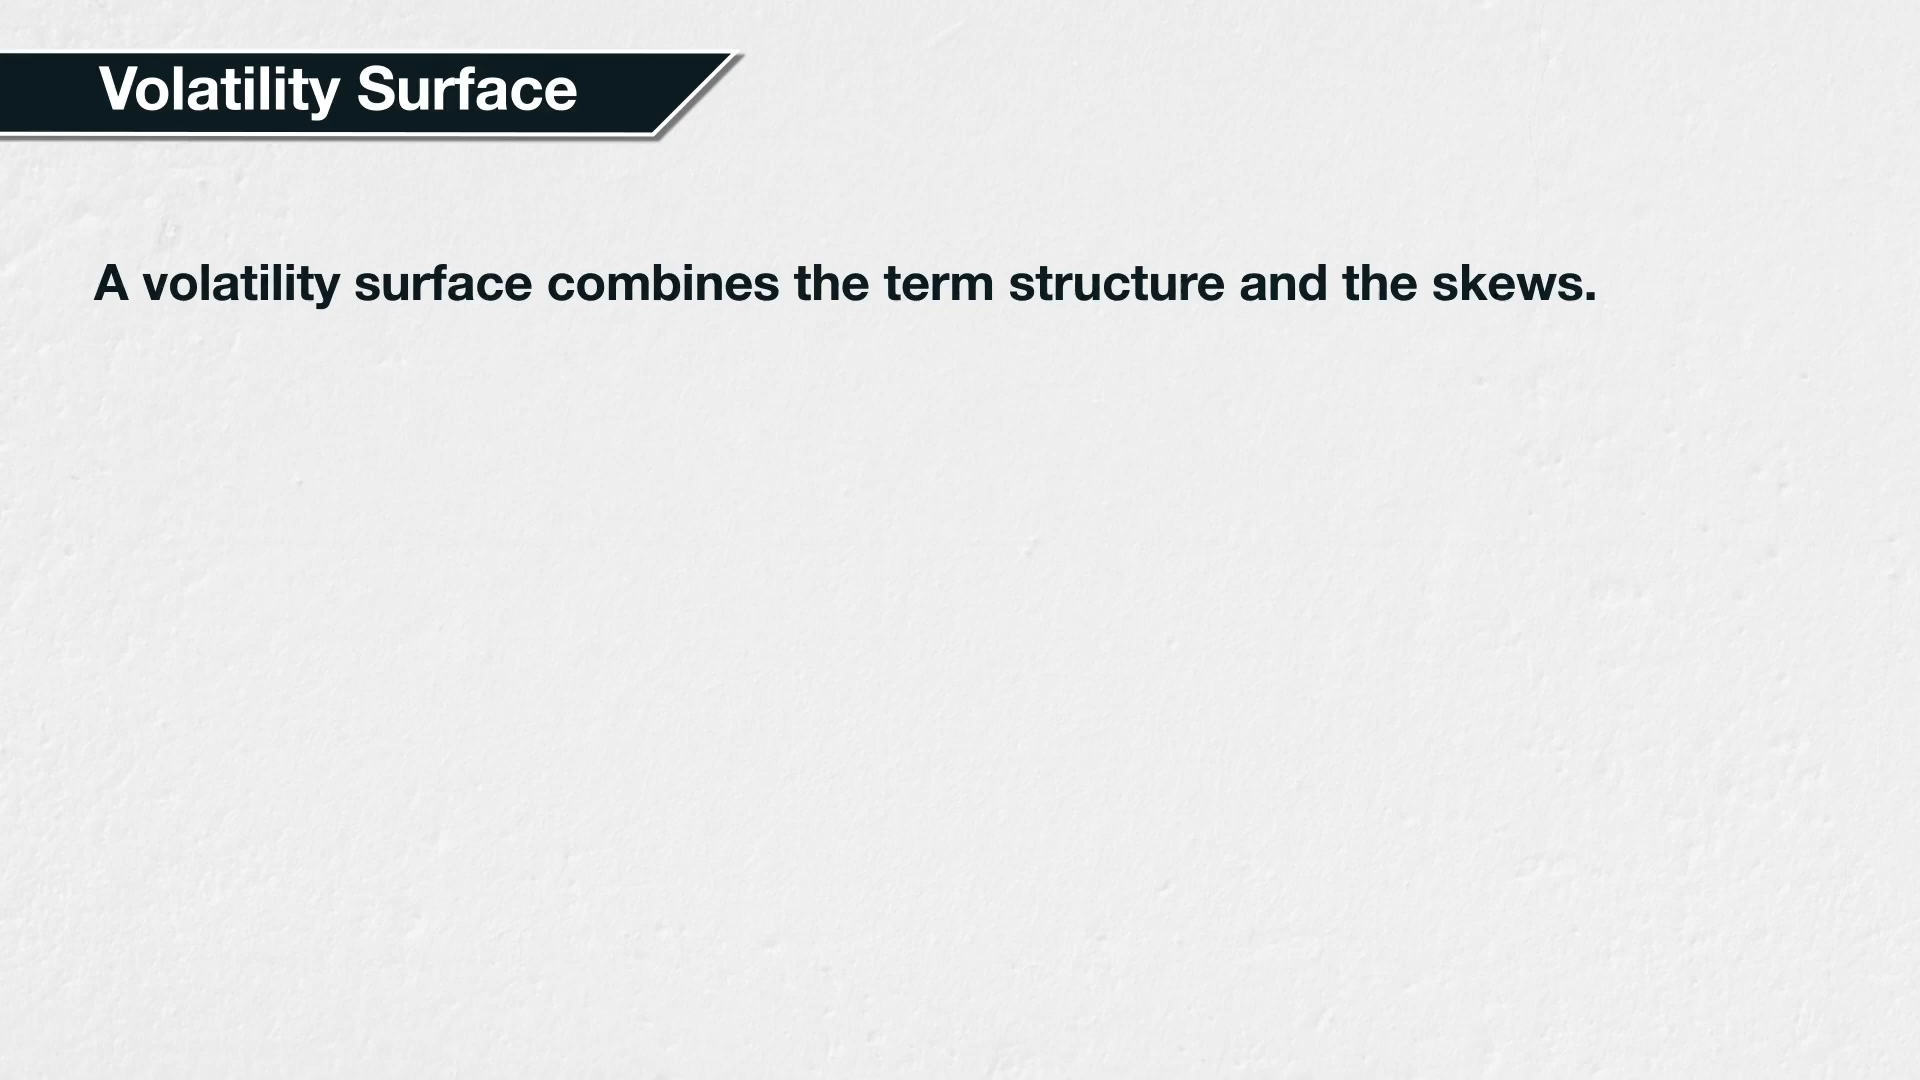 Volatility Surface
A volatility surface combines the term structure and the skews.